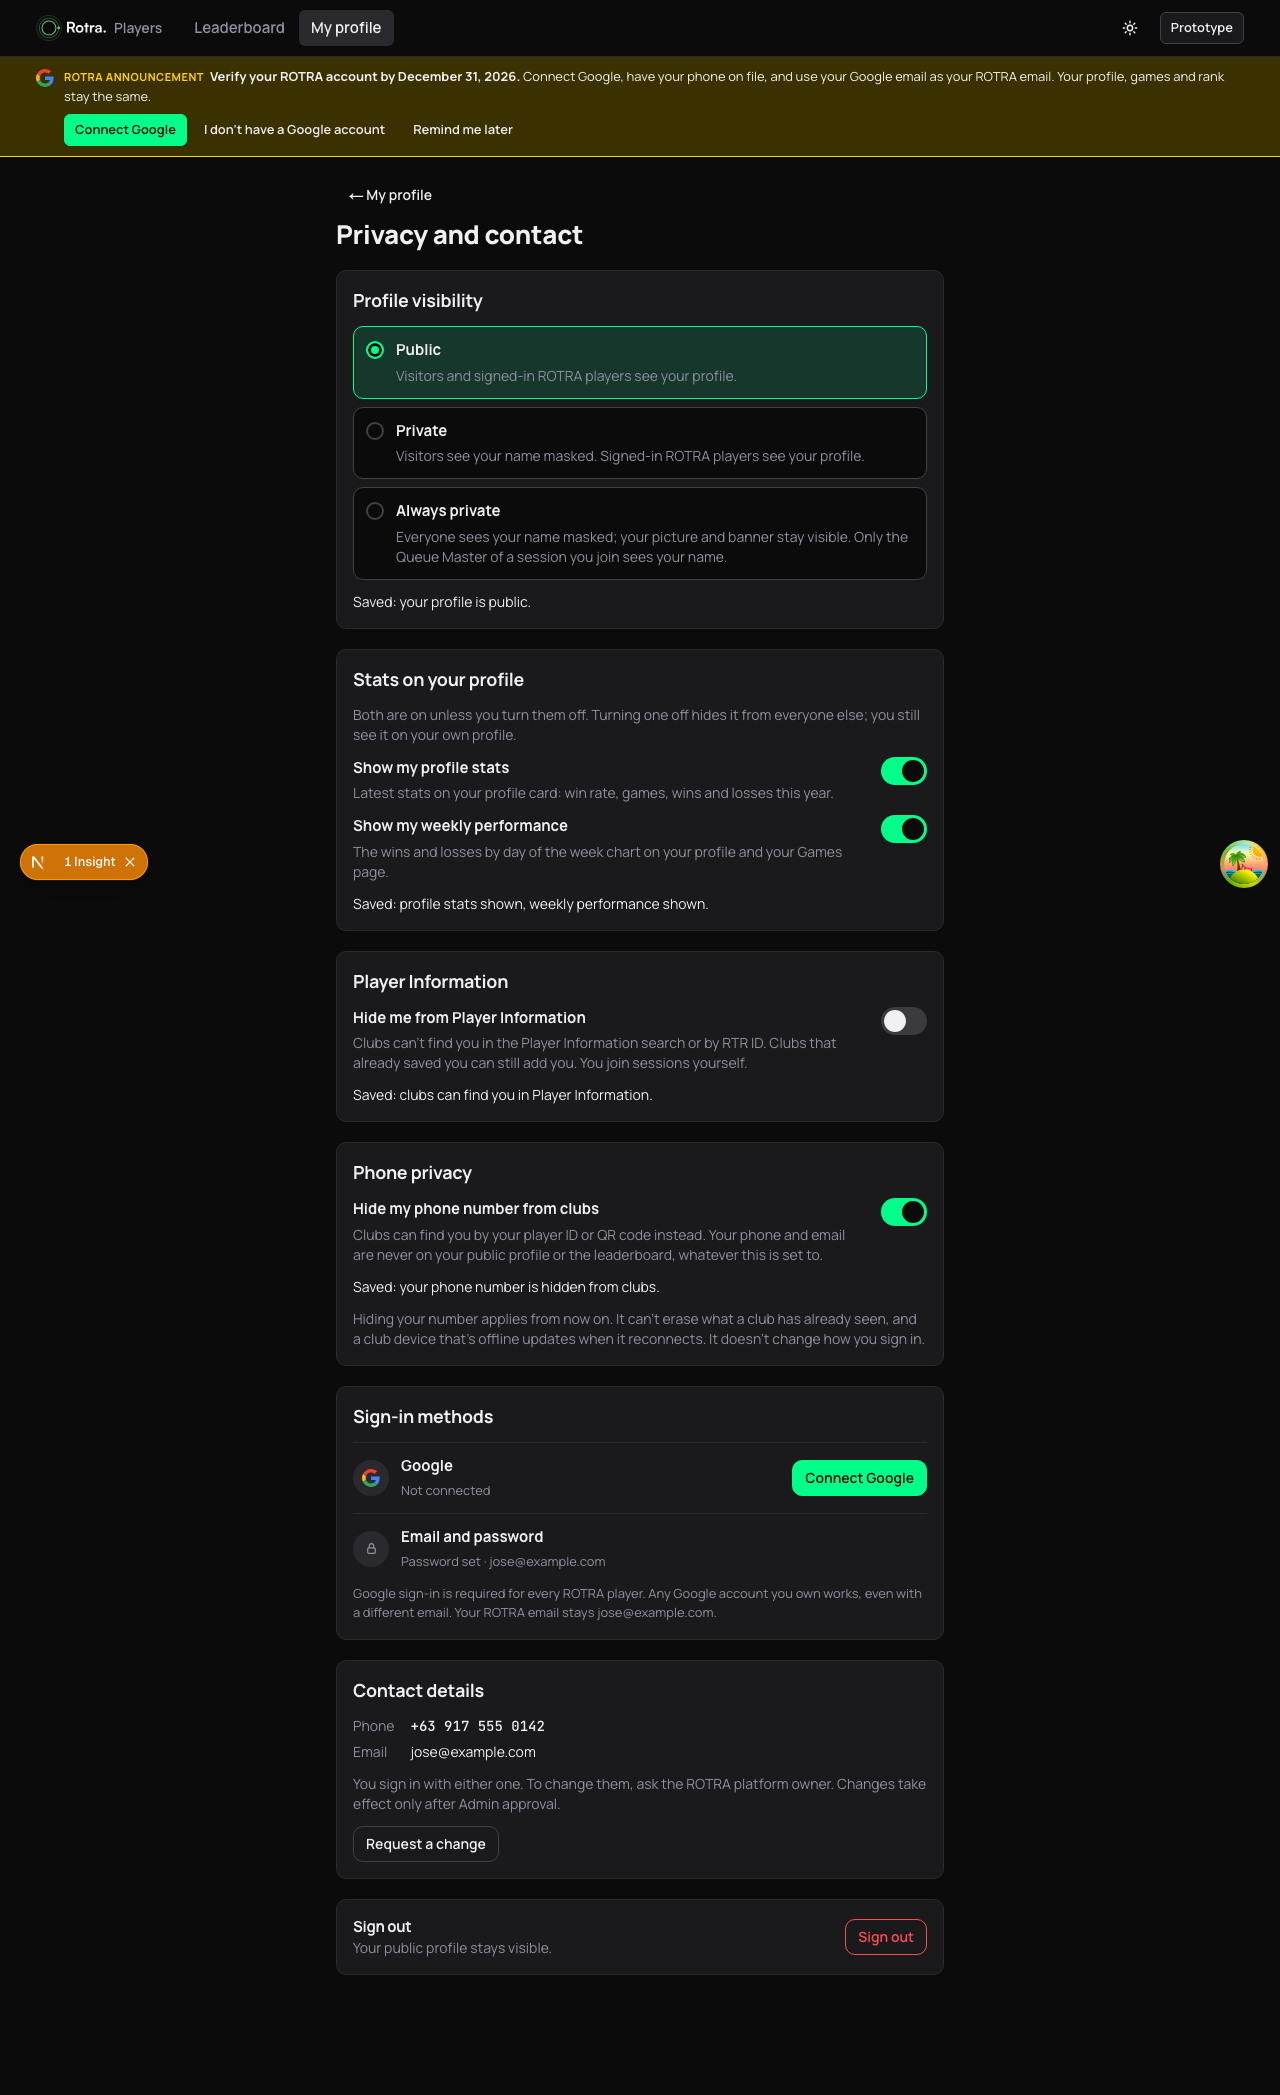 Rotra. Players Leaderboard My profile Prototype
ROTRA ANNOUNCEMENT Verify your ROTRA account by December 31, 2026. Connect Google, have your phone on file, and use your Google email as your ROTRA email. Your profile, games and rank
stay the same.
Connect Google I don't have a Google account Remind me later
← My profile
Privacy and contact
Profile visibility
Public
Visitors and signed-in ROTRA players see your profile.
Private
Visitors see your name masked. Signed-in ROTRA players see your profile.
Always private
Everyone sees your name masked; your picture and banner stay visible. Only the
Queue Master of a session you join sees your name.
Saved: your profile is public.
Stats on your profile
Both are on unless you turn them off. Turning one off hides it from everyone else; you still
see it on your own profile.
Show my profile stats
Latest stats on your profile card: win rate, games, wins and losses this year.
Show my weekly performance
The wins and losses by day of the week chart on your profile and your Games
page.
Saved: profile stats shown, weekly performance shown.
N 1 Insight
Player Information
Hide me from Player Information
Clubs can't find you in the Player Information search or by RTR ID. Clubs that
already saved you can still add you. You join sessions yourself.
Saved: clubs can find you in Player Information.
Phone privacy
Hide my phone number from clubs
Clubs can find you by your player ID or QR code instead. Your phone and email
are never on your public profile or the leaderboard, whatever this is set to.
Saved: your phone number is hidden from clubs.
Hiding your number applies from now on. It can't erase what a club has already seen, and
a club device that's offline updates when it reconnects. It doesn't change how you sign in.
Sign-in methods
Google
Not connected
Connect Google
Email and password
Password set · jose@example.com
Google sign-in is required for every ROTRA player. Any Google account you own works, even with
a different email. Your ROTRA email stays jose@example.com.
Contact details
Phone +63 917 555 0142
Email jose@example.com
You sign in with either one. To change them, ask the ROTRA platform owner. Changes take
effect only after Admin approval.
Request a change
Sign out
Your public profile stays visible.
Sign out